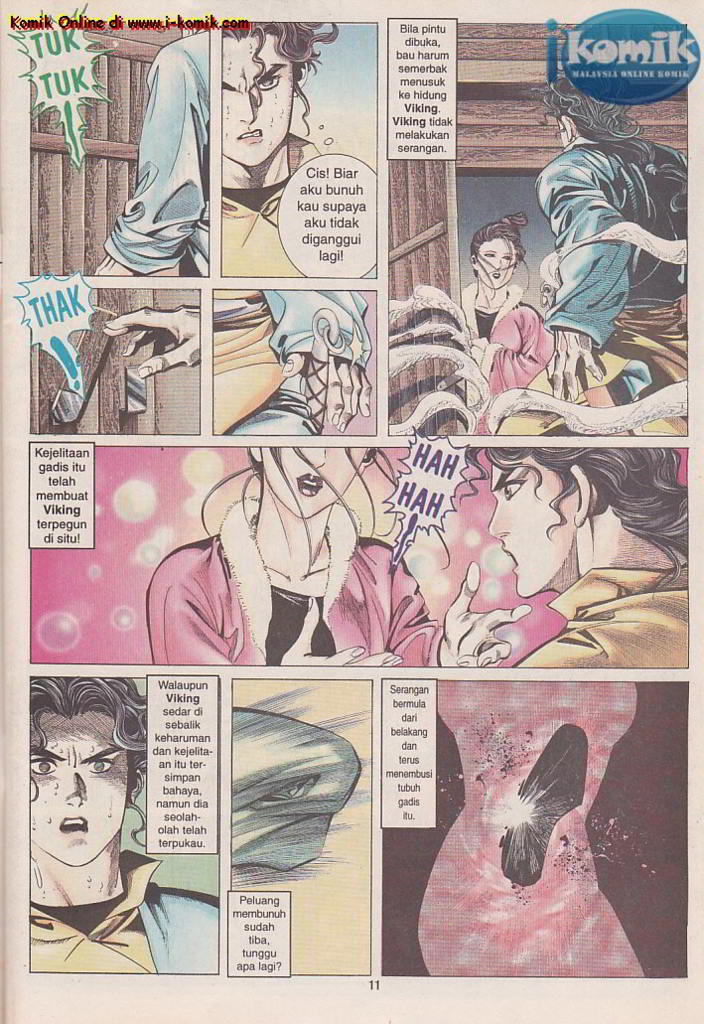 Komik Online di www.i-komik.com
ikomik
MALAYSIA ONLINE KOMIK
TUK
TUK
!
Cis! Biar
aku bunuh
kau supaya
aku tidak
diganggui
lagi!
Bila pintu
dibuka,
bau harum
semerbak
menusuk
ke hidung
Viking.
Viking tidak
melakukan
serangan.
THAK
!
Kejelitaan
gadis itu
telah
membuat
Viking
terpegun
di situ!
HAH
HAH
!
Walaupun
Viking
sedar di
sebalik
keharuman
dan kejelita-
an itu ter-
simpan
bahaya,
namun dia
seolah-
olah telah
terpukau.
Peluang
membunuh
sudah
tiba,
tunggu
apa lagi?
Serangan
bermula
dari
belakang
dan
terus
menembusi
tubuh
gadis
itu.
11